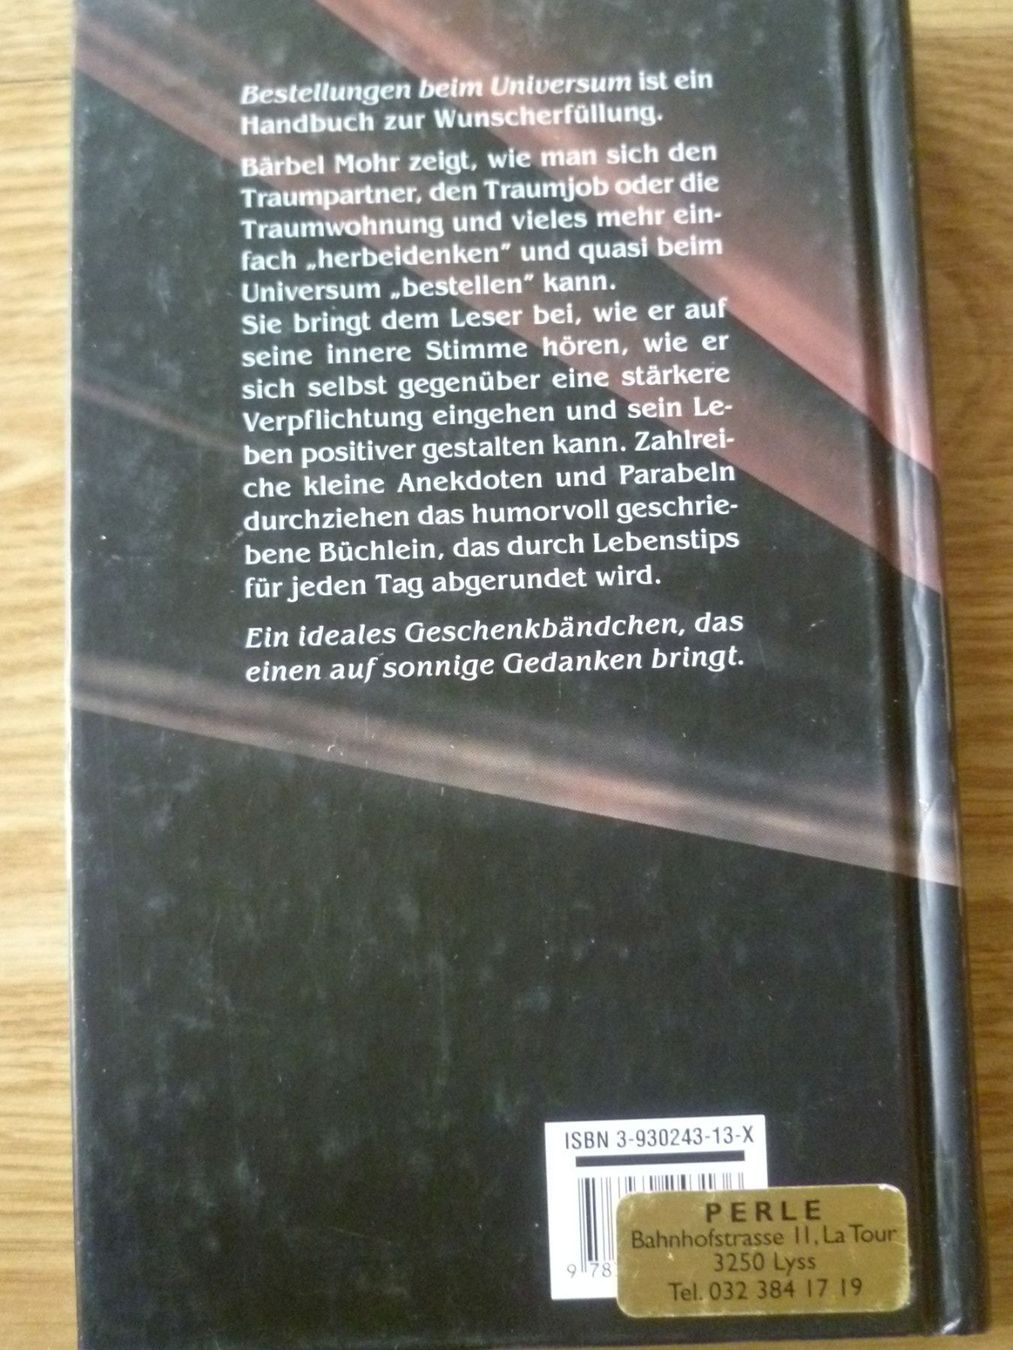 Bestellungen beim Universum ist ein
Handbuch zur Wunscherfüllung.
Bärbel Mohr zeigt, wie man sich den
Traumpartner, den Traumjob oder die
Traumwohnung und vieles mehr ein-
fach „herbeidenken" und quasi beim
Universum „bestellen" kann.
Sie bringt dem Leser bei, wie er auf
seine innere Stimme hören, wie er
sich selbst gegenüber eine stärkere
Verpflichtung eingehen und sein Le-
ben positiver gestalten kann. Zahlrei-
che kleine Anekdoten und Parabeln
durchziehen das humorvoll geschrie-
bene Büchlein, das durch Lebenstips
für jeden Tag abgerundet wird.
Ein ideales Geschenkbändchen, das
einen auf sonnige Gedanken bringt.
ISBN 3-930243-13-X
9 78
PERLE
Bahnhofstrasse 11, La Tour
3250 Lyss
Tel. 032 384 17 19